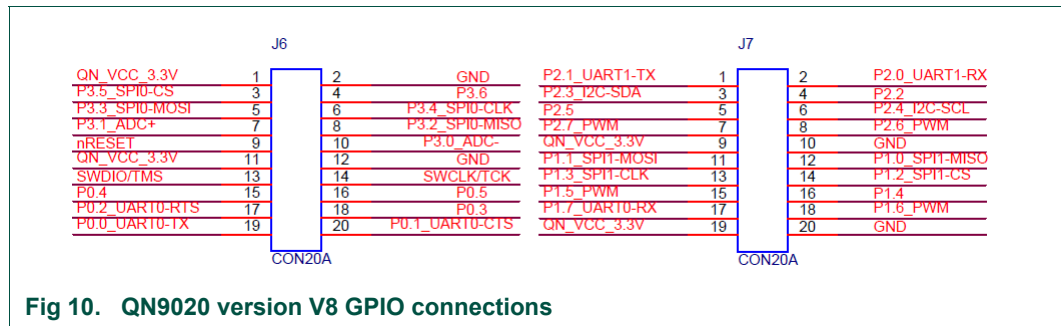 J6
QN_VCC_3.3V 1 2 GND
P3.5_SPI0-CS 3 4 P3.6
P3.3_SPI0-MOSI 5 6 P3.4_SPI0-CLK
P3.1_ADC+ 7 8 P3.2_SPI0-MISO
nRESET 9 10 P3.0_ADC-
QN_VCC_3.3V 11 12 GND
SWDIO/TMS 13 14 SWCLK/TCK
P0.4 15 16 P0.5
P0.2_UART0-RTS 17 18 P0.3
P0.0_UART0-TX 19 20 P0.1_UART0-CTS
CON20A
J7
P2.1_UART1-TX 1 2 P2.0_UART1-RX
P2.3_I2C-SDA 3 4 P2.2
P2.5 5 6 P2.4_I2C-SCL
P2.7_PWM 7 8 P2.6_PWM
QN_VCC_3.3V 9 10 GND
P1.1_SPI1-MOSI 11 12 P1.0_SPI1-MISO
P1.3_SPI1-CLK 13 14 P1.2_SPI1-CS
P1.5_PWM 15 16 P1.4
P1.7_UART0-RX 17 18 P1.6_PWM
QN_VCC_3.3V 19 20 GND
CON20A
Fig 10. QN9020 version V8 GPIO connections